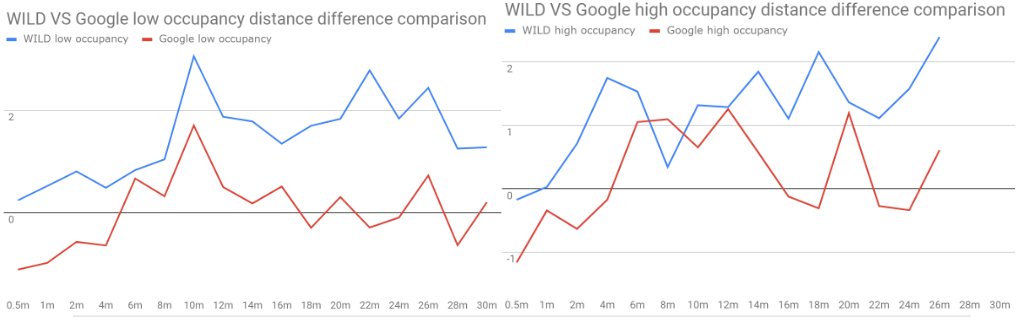 WILD VS Google low occupancy distance difference comparison
WILD low occupancy Google low occupancy
2
0
0.5m 1m 2m 4m 6m 8m 10m 12m 14m 16m 18m 20m 22m 24m 26m 28m 30m
WILD VS Google high occupancy distance difference comparison
WILD high occupancy Google high occupancy
2
1
0
-1
0.5m 1m 2m 4m 6m 8m 10m 12m 14m 16m 18m 20m 22m 24m 26m 28m 30m